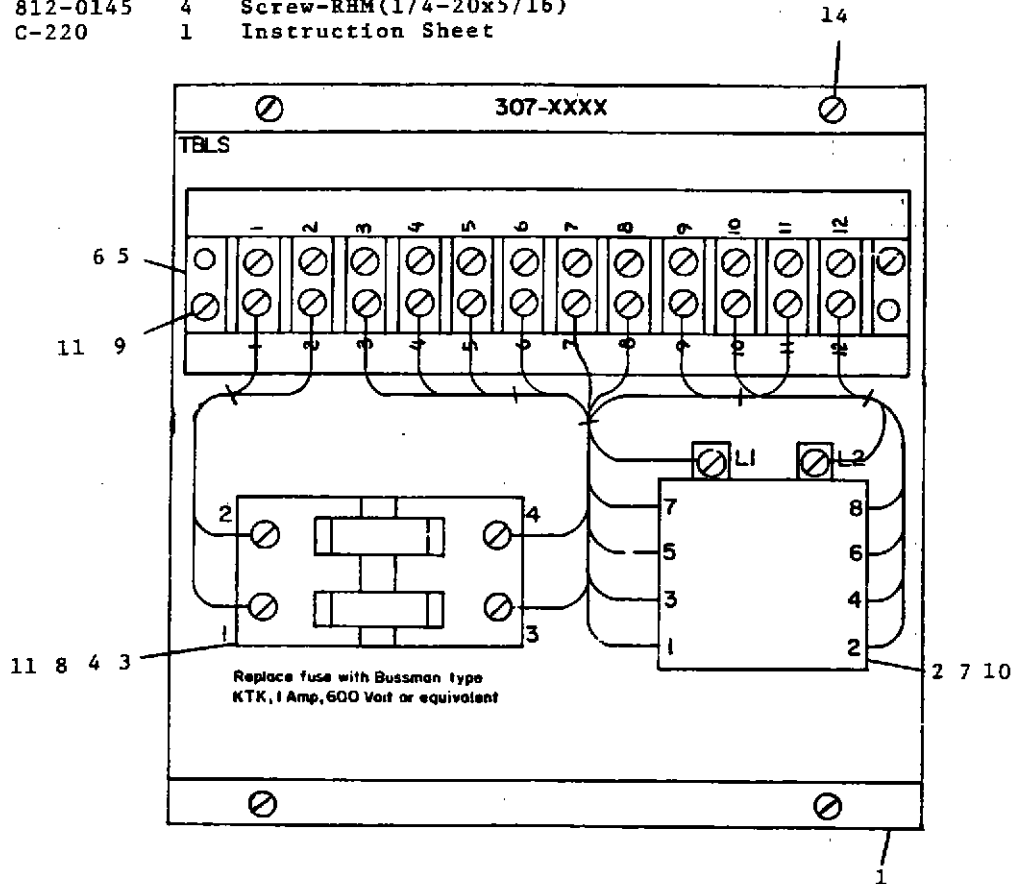 812-0145 4 Screw-RHM(1/4-20x5/16)
C-220 1 Instruction Sheet
14
307-XXXX
TBLS
1 2 3 4 5 6 7 8 9 10 11 12
6 5
11 9
1 2 3 4 5 6 7 8 9 10 11 12
L1 L2
2 4 7 8
5 6
3 4
1 3 1 2
11 8 4 3
2 7 10
Replace fuse with Bussman type
KTK, 1 Amp, 600 Volt or equivalent
1